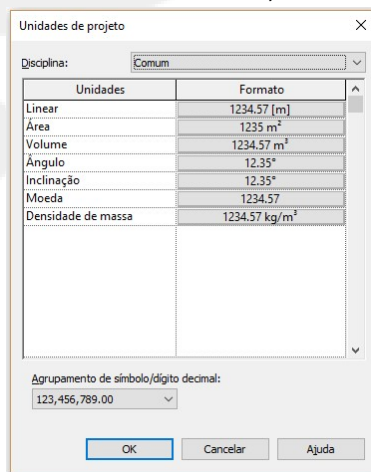 Unidades de projeto
Disciplina: Comum
Unidades Formato
Linear 1234.57 [m]
Área 1235 m²
Volume 1234.57 m³
Ângulo 12.35°
Inclinação 12.35°
Moeda 1234.57
Densidade de massa 1234.57 kg/m³
Agrupamento de símbolo/dígito decimal:
123,456,789.00
OK Cancelar Ajuda